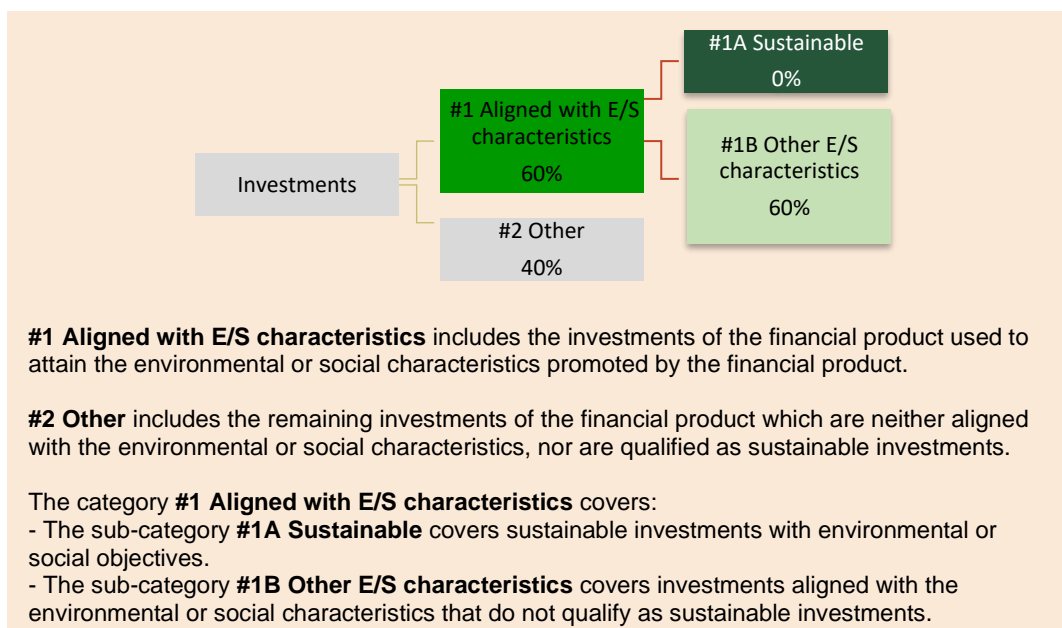 #1A Sustainable
0%
#1 Aligned with E/S
characteristics
60%
#1B Other E/S
characteristics
60%
Investments
#2 Other
40%
#1 Aligned with E/S characteristics includes the investments of the financial product used to
attain the environmental or social characteristics promoted by the financial product.
#2 Other includes the remaining investments of the financial product which are neither aligned
with the environmental or social characteristics, nor are qualified as sustainable investments.
The category #1 Aligned with E/S characteristics covers:
- The sub-category #1A Sustainable covers sustainable investments with environmental or
social objectives.
- The sub-category #1B Other E/S characteristics covers investments aligned with the
environmental or social characteristics that do not qualify as sustainable investments.